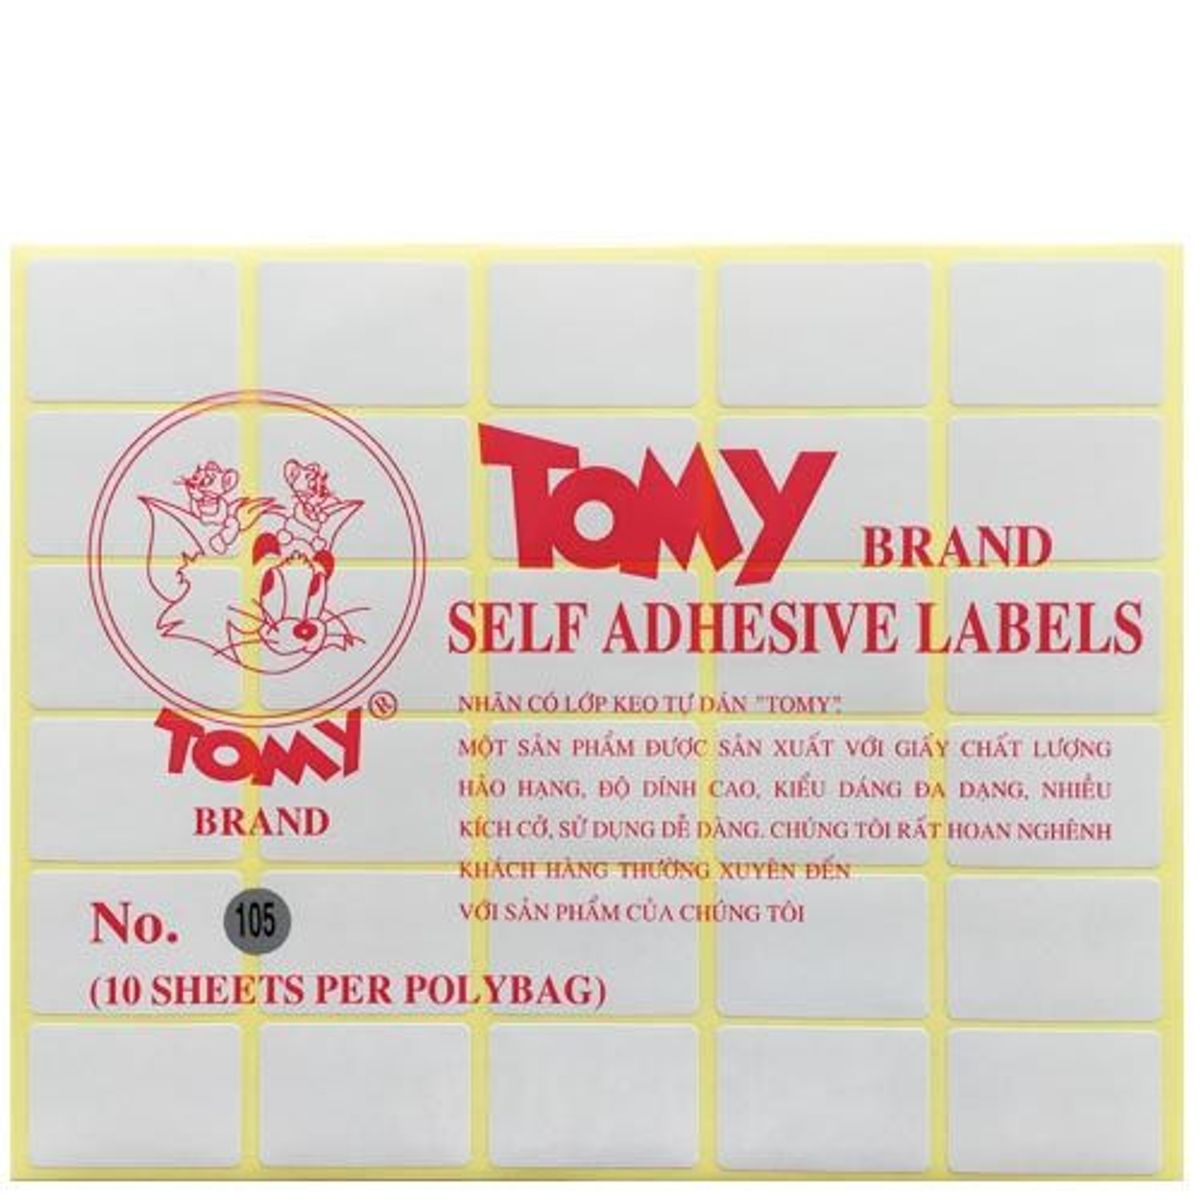 TOMY BRAND
SELF ADHESIVE LABELS
NHÃN CÓ LỚP KEO TỰ DÁN "TOMY".
MỘT SẢN PHẨM ĐƯỢC SẢN XUẤT VỚI GIẤY CHẤT LƯỢNG
HẢO HẠNG, ĐỘ DÍNH CAO, KIỂU DÁNG ĐA DẠNG, NHIỀU
KÍCH CỠ, SỬ DỤNG DỄ DÀNG. CHÚNG TÔI RẤT HOAN NGHÊNH
KHÁCH HÀNG THƯỜNG XUYÊN ĐẾN
VỚI SẢN PHẨM CỦA CHÚNG TÔI
TOMY ®
BRAND
No. 105
(10 SHEETS PER POLYBAG)